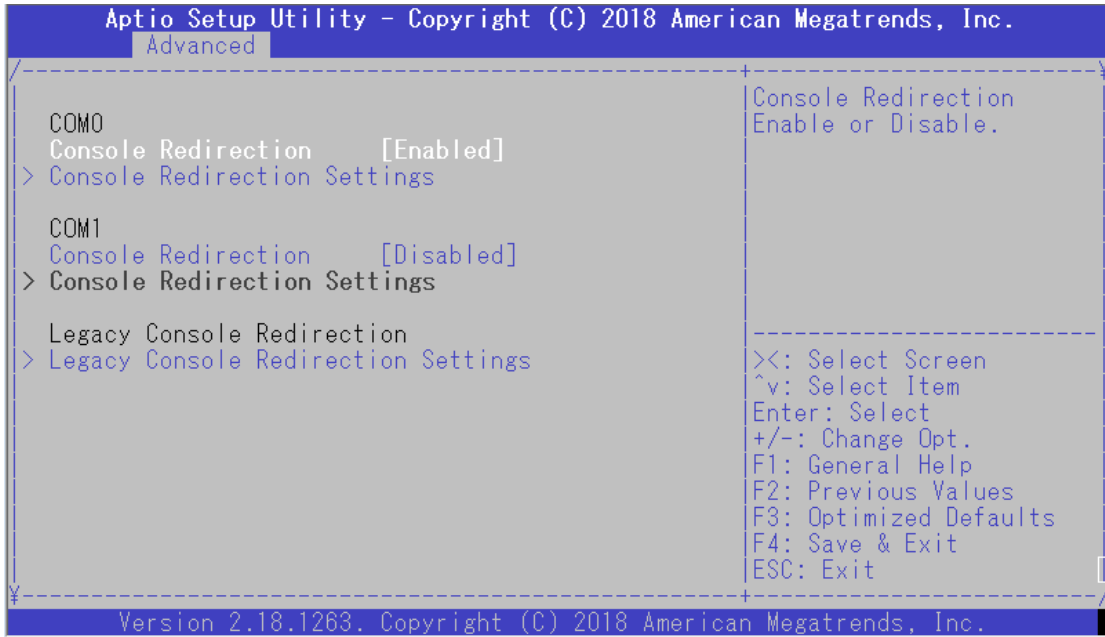 Aptio Setup Utility - Copyright (C) 2018 American Megatrends, Inc.
Advanced
COM0
Console Redirection [Enabled]
> Console Redirection Settings
COM1
Console Redirection [Disabled]
> Console Redirection Settings
Legacy Console Redirection
> Legacy Console Redirection Settings
Console Redirection
Enable or Disable.
><: Select Screen
^v: Select Item
Enter: Select
+/-: Change Opt.
F1: General Help
F2: Previous Values
F3: Optimized Defaults
F4: Save & Exit
ESC: Exit
Version 2.18.1263. Copyright (C) 2018 American Megatrends, Inc.